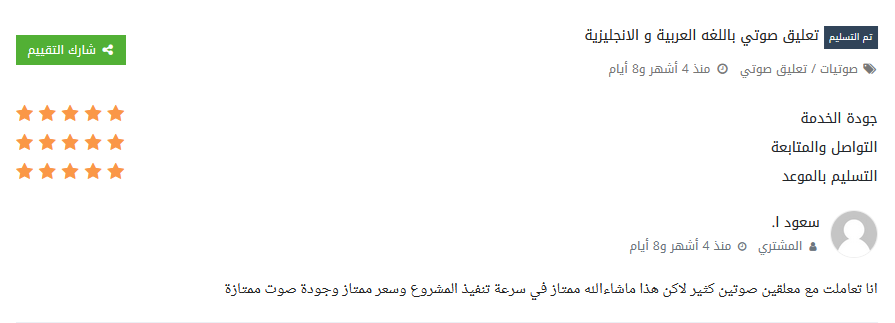 تم التسليم تعليق صوتي باللغه العربية و الانجليزية
شارك التقييم
صوتيات / تعليق صوتي منذ 4 أشهر و8 أيام
جودة الخدمة
التواصل والمتابعة
التسليم بالموعد
سعود ا.
المشتري منذ 4 أشهر و8 أيام
انا تعاملت مع معلقين صوتين كثير لاكن هذا ماشاءالله ممتاز في سرعة تنفيذ المشروع وسعر ممتاز وجودة صوت ممتازة